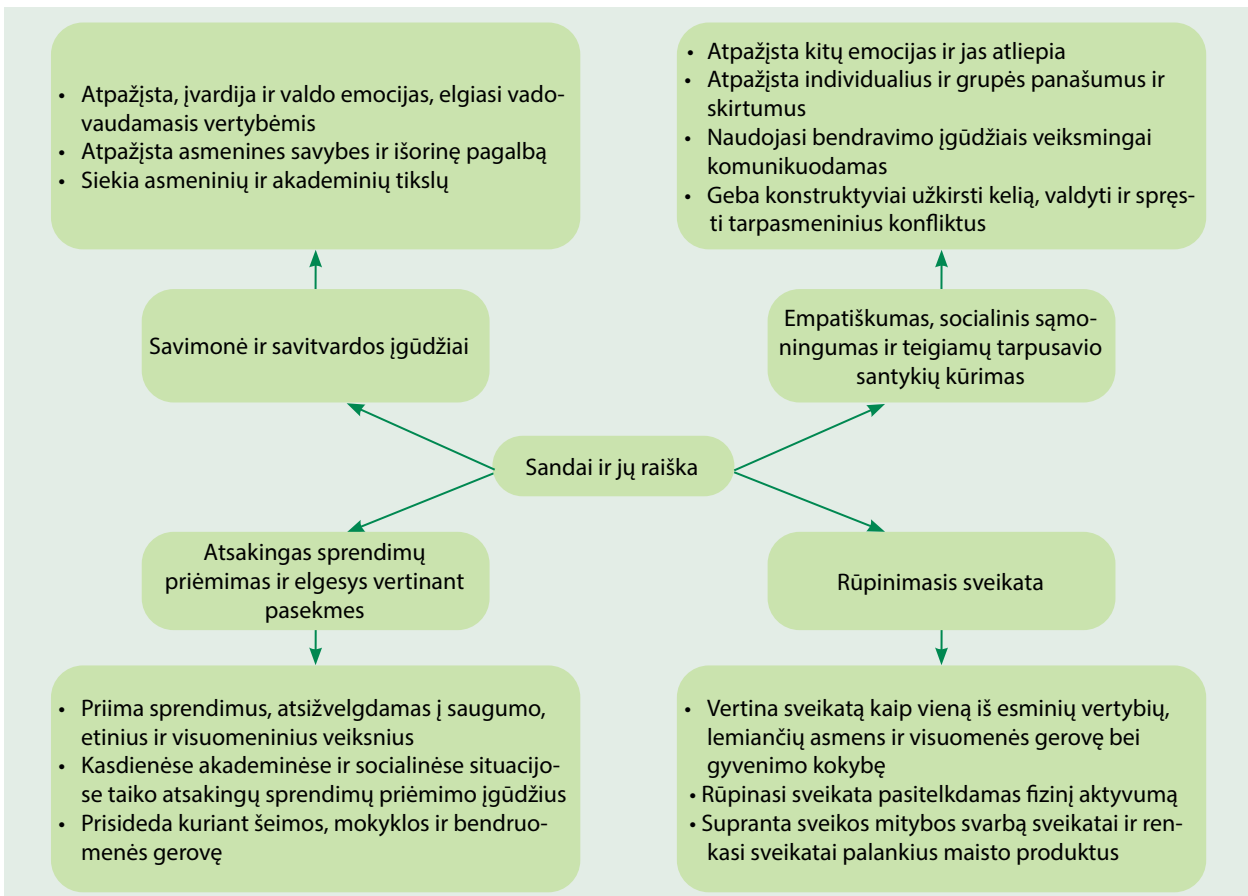 • Atpažįsta, įvardija ir valdo emocijas, elgiasi vado-
vaudamasis vertybėmis
• Atpažįsta asmenines savybes ir išorinę pagalbą
• Siekia asmeninių ir akademinių tikslų
• Atpažįsta kitų emocijas ir jas atliepia
• Atpažįsta individualius ir grupės panašumus ir
skirtumus
• Naudojasi bendravimo įgūdžiais veiksmingai
komunikuodamas
• Geba konstruktyviai užkirsti kelią, valdyti ir spręs-
ti tarpasmeninius konfliktus
Savimonė ir savitvardos įgūdžiai
Empatiškumas, socialinis sąmo-
ningumas ir teigiamų tarpusavio
santykių kūrimas
Sandai ir jų raiška
Atsakingas sprendimų
priėmimas ir elgesys vertinant
pasekmes
Rūpinimasis sveikata
• Priima sprendimus, atsižvelgdamas į saugumo,
etinius ir visuomeninius veiksnius
• Kasdienėse akademinėse ir socialinėse situacijo-
se taiko atsakingų sprendimų priėmimo įgūdžius
• Prisideda kuriant šeimos, mokyklos ir bendruo-
menės gerovę
• Vertina sveikatą kaip vieną iš esminių vertybių,
lemiančių asmens ir visuomenės gerovę bei
gyvenimo kokybę
• Rūpinasi sveikata pasitelkdamas fizinį aktyvumą
• Supranta sveikos mitybos svarbą sveikatai ir ren-
kasi sveikatai palankius maisto produktus